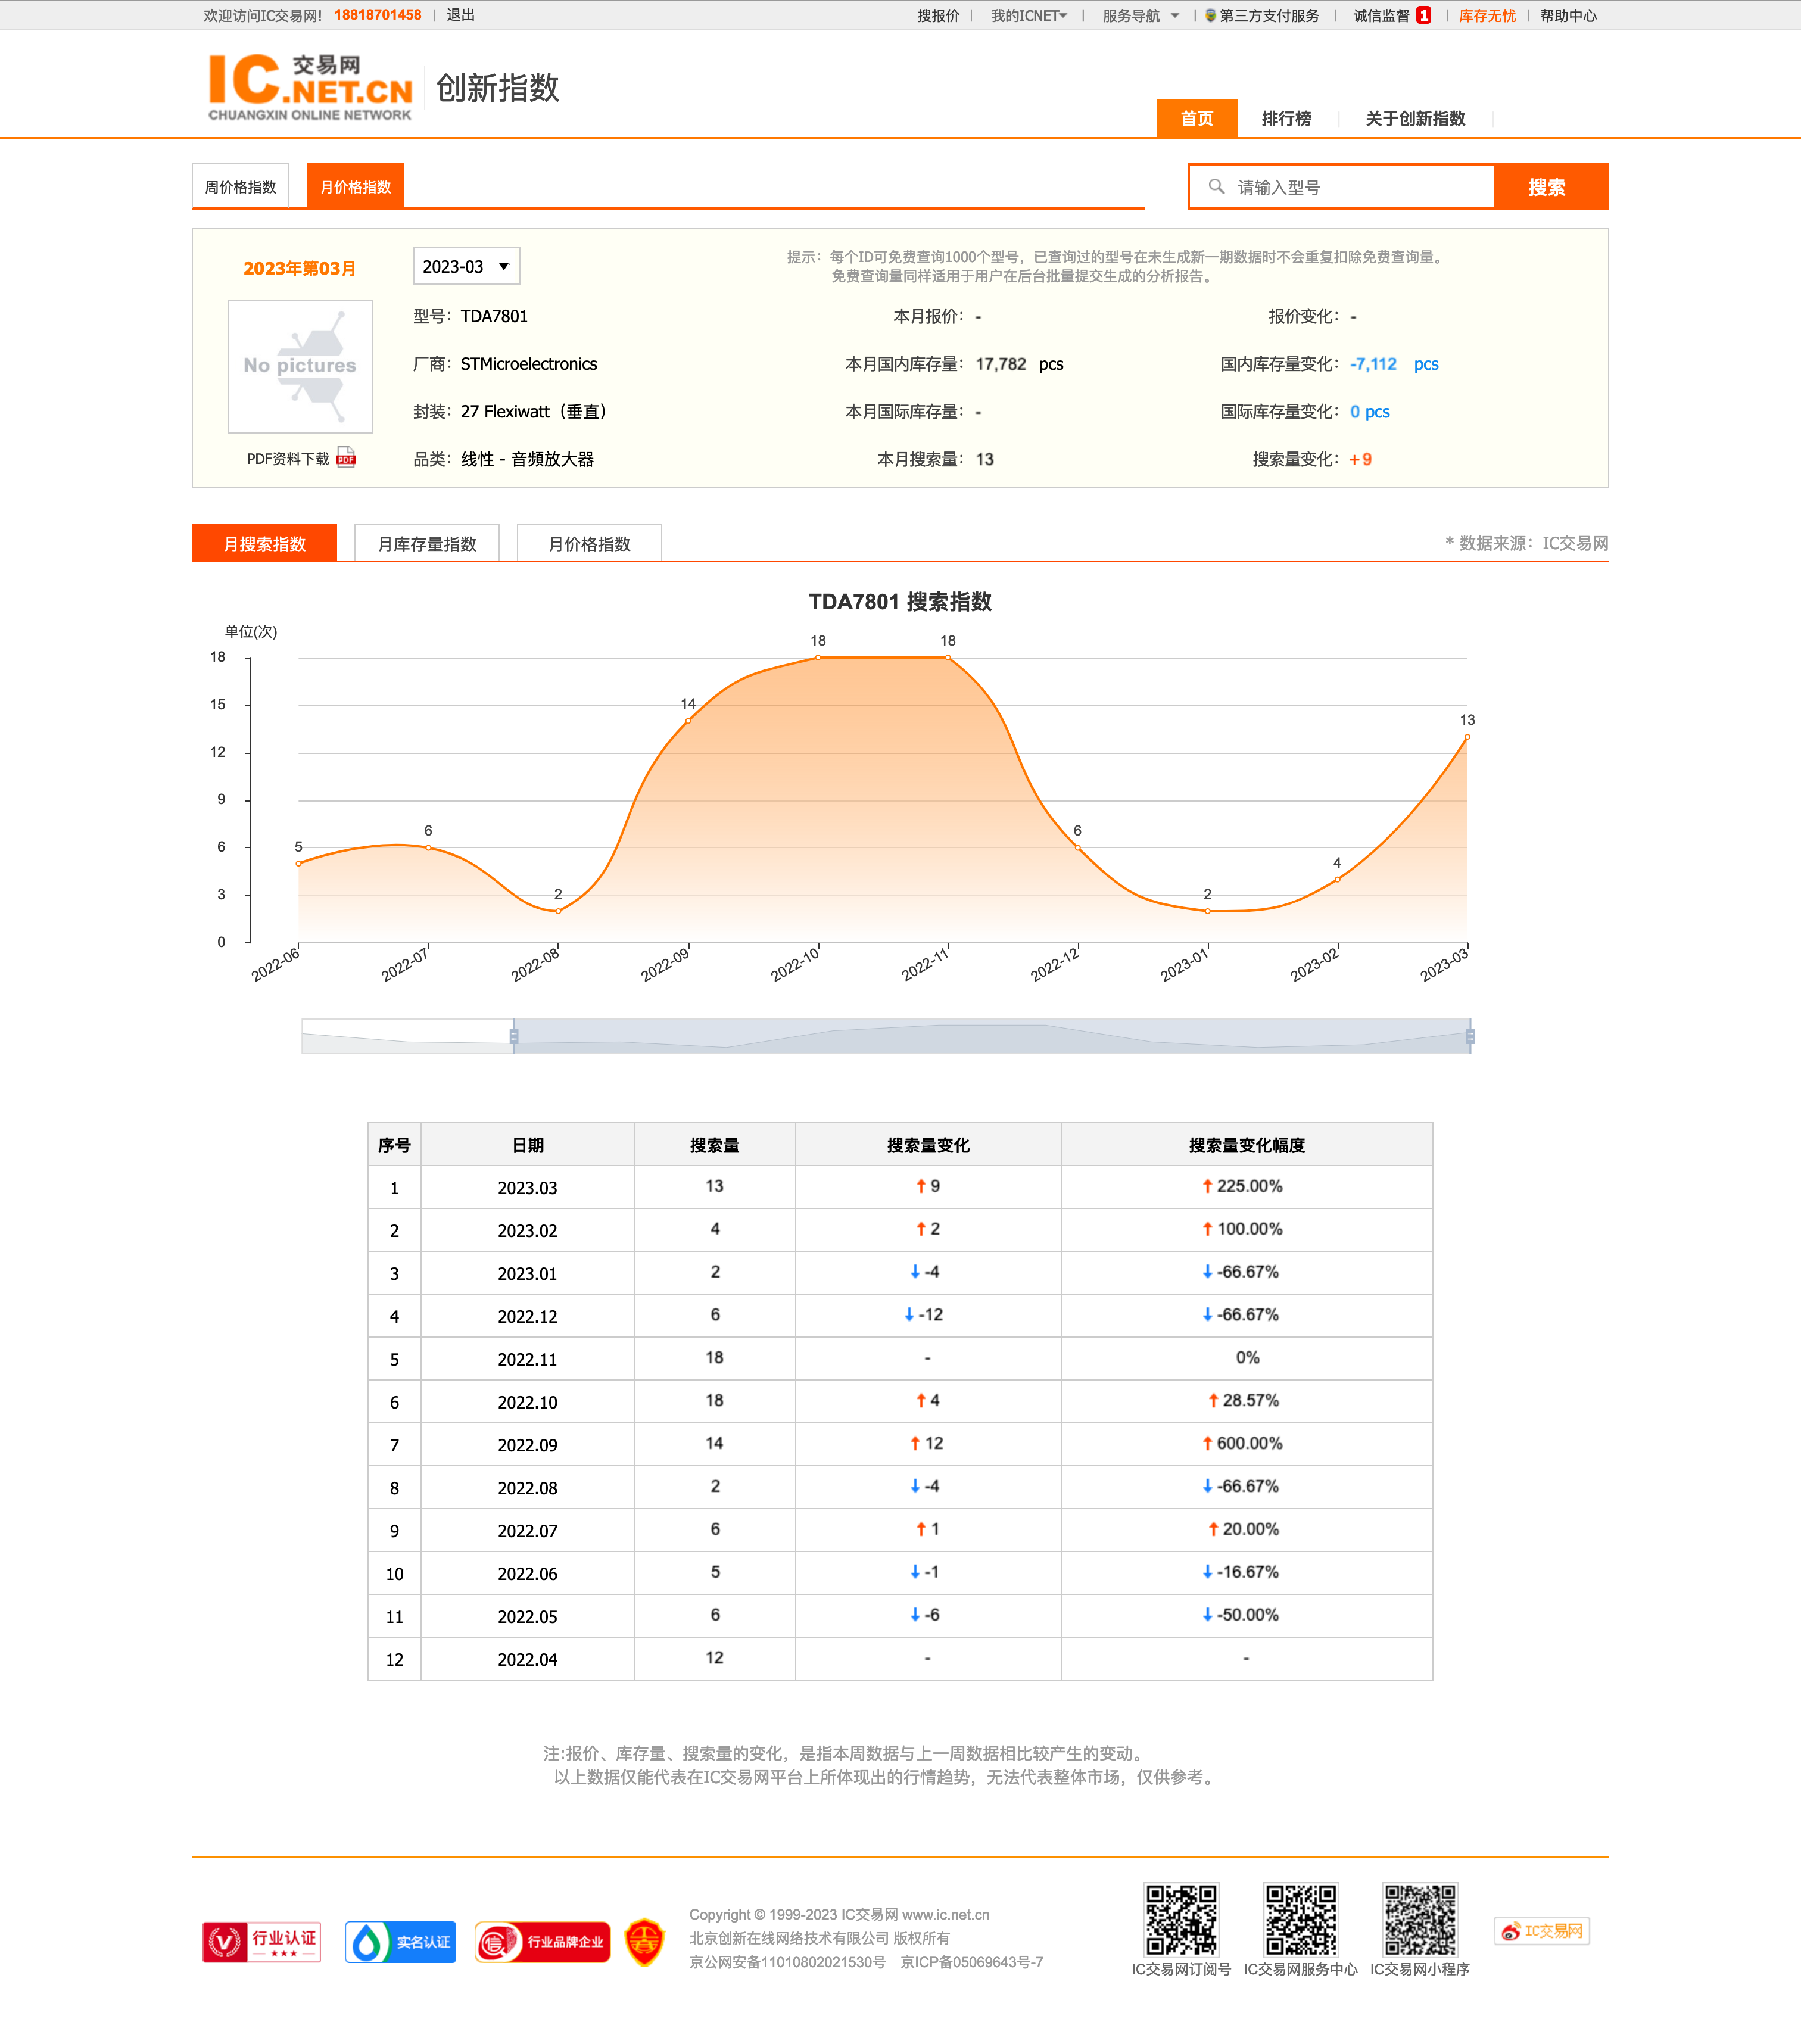 欢迎访问IC交易网! 18818701458 | 退出 搜报价 | 我的ICNET | 服务导航 | 第三方支付服务 | 诚信监督 1 | 库存无忧 | 帮助中心
IC交易网
.NET.CN
CHUANGXIN ONLINE NETWORK
创新指数
首页 排行榜 关于创新指数
周价格指数 月价格指数 请输入型号 搜索
2023年第03月 2023-03 提示：每个ID可免费查询1000个型号，已查询过的型号在未生成新一期数据时不会重复扣除免费查询量。
免费查询量同样适用于用户在后台批量提交生成的分析报告。
No pictures
PDF资料下载 PDF
型号：TDA7801 本月报价： - 报价变化： -
厂商：STMicroelectronics 本月国内库存量： 17,782 pcs 国内库存量变化： -7,112 pcs
封装：27 Flexiwatt（垂直） 本月国际库存量： - 国际库存量变化： 0 pcs
品类：线性 - 音頻放大器 本月搜索量： 13 搜索量变化： +9
月搜索指数 月库存量指数 月价格指数 * 数据来源：IC交易网
TDA7801 搜索指数
单位(次)
18
15
12
9
6
3
0
5 6 2 14 18 18 6 2 4 13
2022-06 2022-07 2022-08 2022-09 2022-10 2022-11 2022-12 2023-01 2023-02 2023-03
序号 日期 搜索量 搜索量变化 搜索量变化幅度
1 2023.03 13 ↑ 9 ↑ 225.00%
2 2023.02 4 ↑ 2 ↑ 100.00%
3 2023.01 2 ↓ -4 ↓ -66.67%
4 2022.12 6 ↓ -12 ↓ -66.67%
5 2022.11 18 - 0%
6 2022.10 18 ↑ 4 ↑ 28.57%
7 2022.09 14 ↑ 12 ↑ 600.00%
8 2022.08 2 ↓ -4 ↓ -66.67%
9 2022.07 6 ↑ 1 ↑ 20.00%
10 2022.06 5 ↓ -1 ↓ -16.67%
11 2022.05 6 ↓ -6 ↓ -50.00%
12 2022.04 12 - -
注:报价、库存量、搜索量的变化，是指本周数据与上一周数据相比较产生的变动。
以上数据仅能代表在IC交易网平台上所体现出的行情趋势，无法代表整体市场，仅供参考。
V 行业认证 实名认证 信 行业品牌企业
Copyright © 1999-2023 IC交易网 www.ic.net.cn
北京创新在线网络技术有限公司 版权所有
京公网安备11010802021530号 京ICP备05069643号-7
IC交易网订阅号 IC交易网服务中心 IC交易网小程序
IC交易网